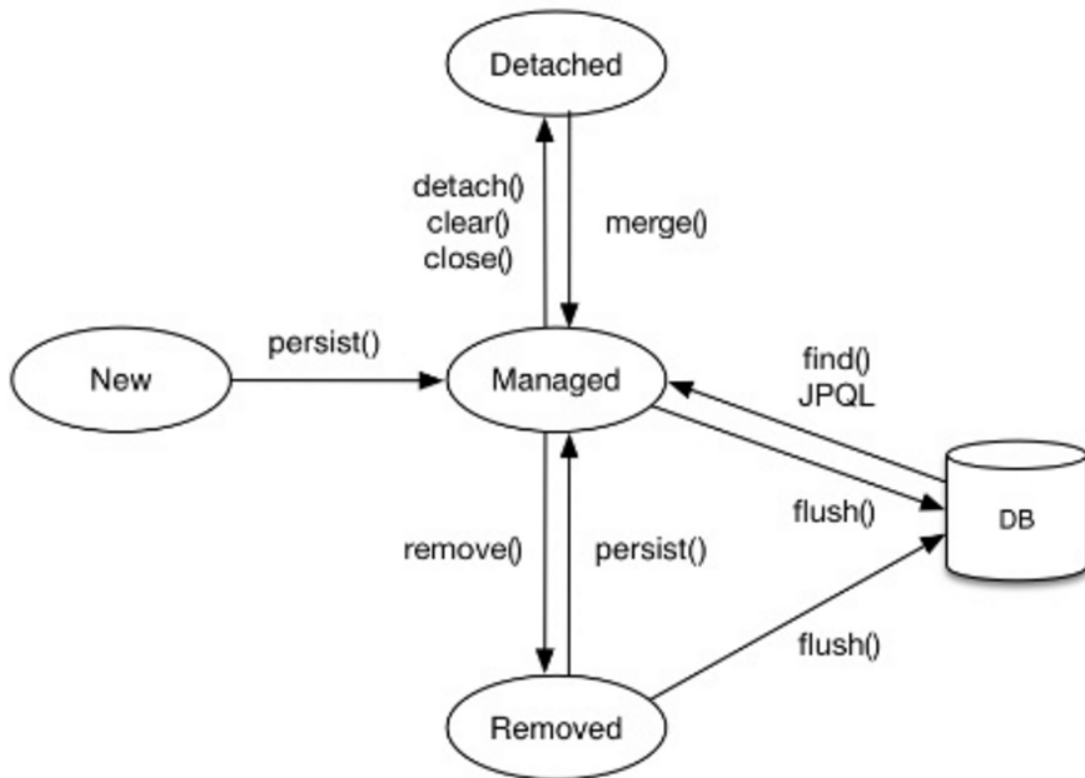 Detached
detach()
clear()
close()
merge()
New
persist()
Managed
find()
JPQL
flush()
DB
remove()
persist()
flush()
Removed